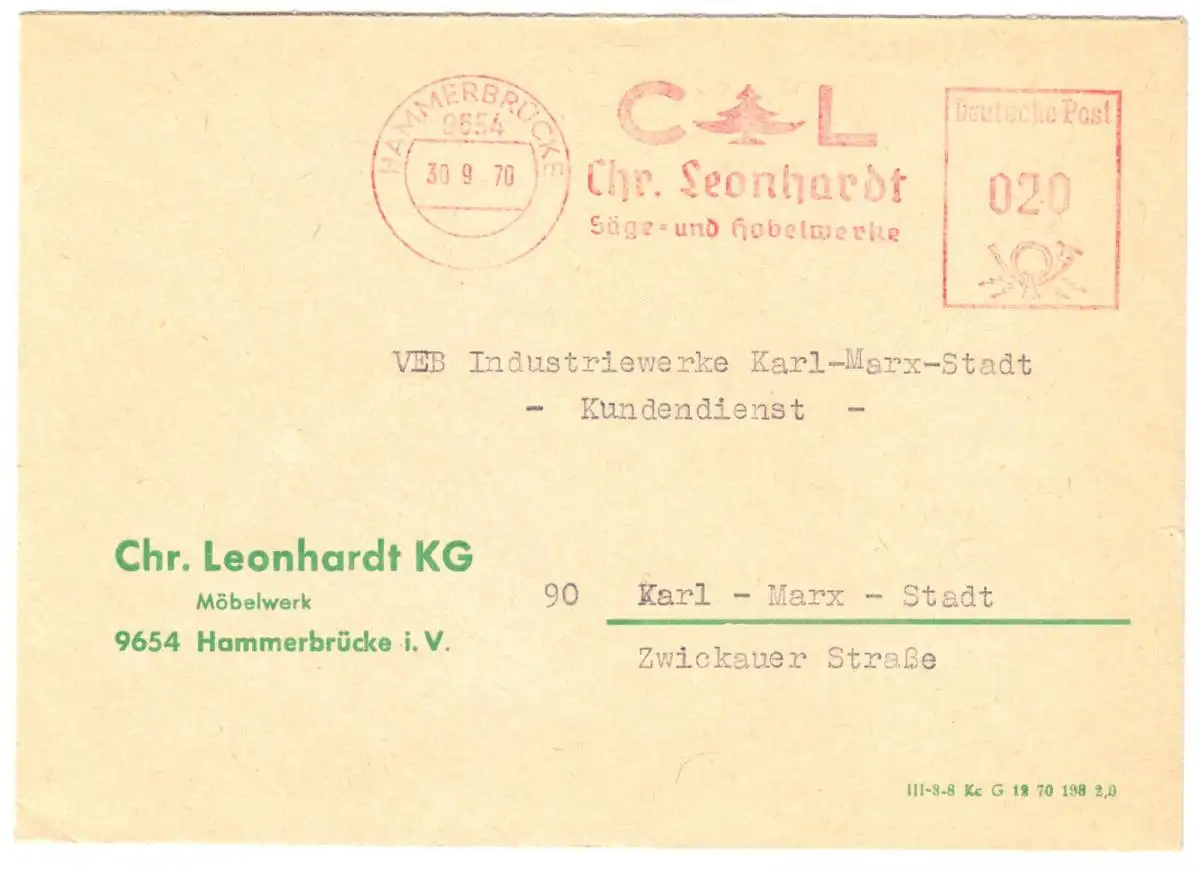 HAMMERBRÜCKE
9654
30 9 70
C L
Chr. Leonhardt
Säge- und Hobelwerke
Deutsche Post
020
VEB Industriewerke Karl-Marx-Stadt
- Kundendienst -
Chr. Leonhardt KG
Möbelwerk
9654 Hammerbrücke i. V.
90 Karl - Marx - Stadt
Zwickauer Straße
III-8-8 Kc G 12 70 198 2,0